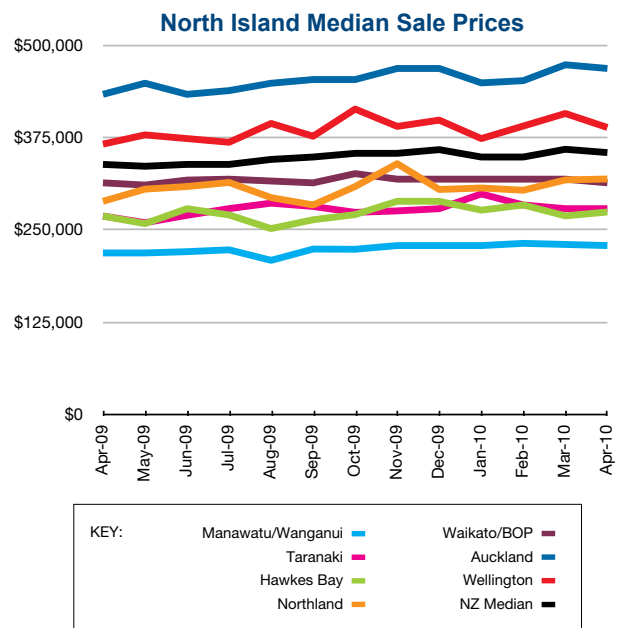 North Island Median Sale Prices
$500,000
$375,000
$250,000
$125,000
$0
Apr-09
May-09
Jun-09
Jul-09
Aug-09
Sep-09
Oct-09
Nov-09
Dec-09
Jan-10
Feb-10
Mar-10
Apr-10
KEY:
Manawatu/Wanganui
Taranaki
Hawkes Bay
Northland
Waikato/BOP
Auckland
Wellington
NZ Median